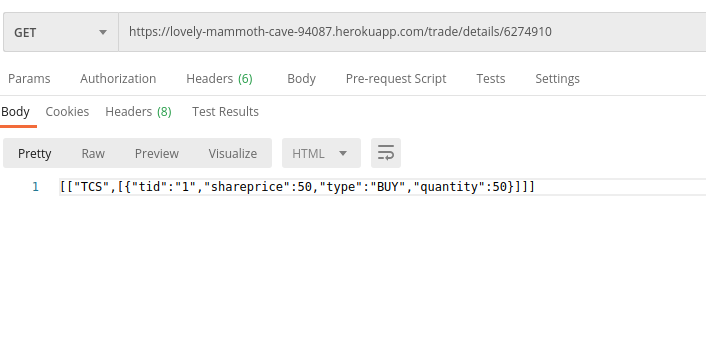 GET https://lovely-mammoth-cave-94087.herokuapp.com/trade/details/6274910
Params Authorization Headers (6) Body Pre-request Script Tests Settings
Body Cookies Headers (8) Test Results
Pretty Raw Preview Visualize HTML
1 [["TCS",[{"tid":"1","shareprice":50,"type":"BUY","quantity":50}]]]